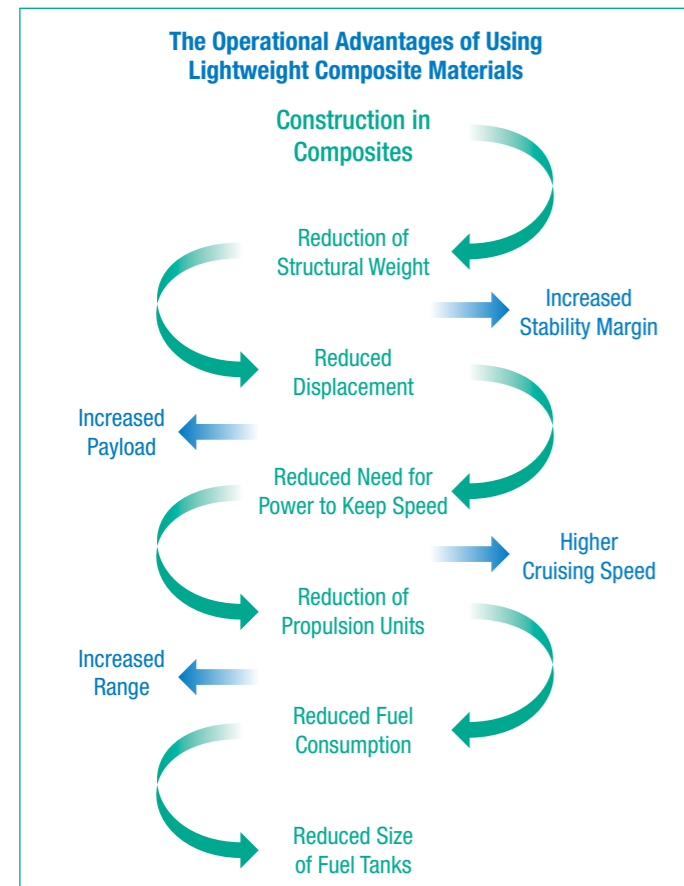 The Operational Advantages of Using
Lightweight Composite Materials
Construction in
Composites
Reduction of
Structural Weight
Increased
Stability Margin
Reduced
Displacement
Increased
Payload
Reduced Need for
Power to Keep Speed
Higher
Cruising Speed
Reduction of
Propulsion Units
Increased
Range
Reduced Fuel
Consumption
Reduced Size
of Fuel Tanks